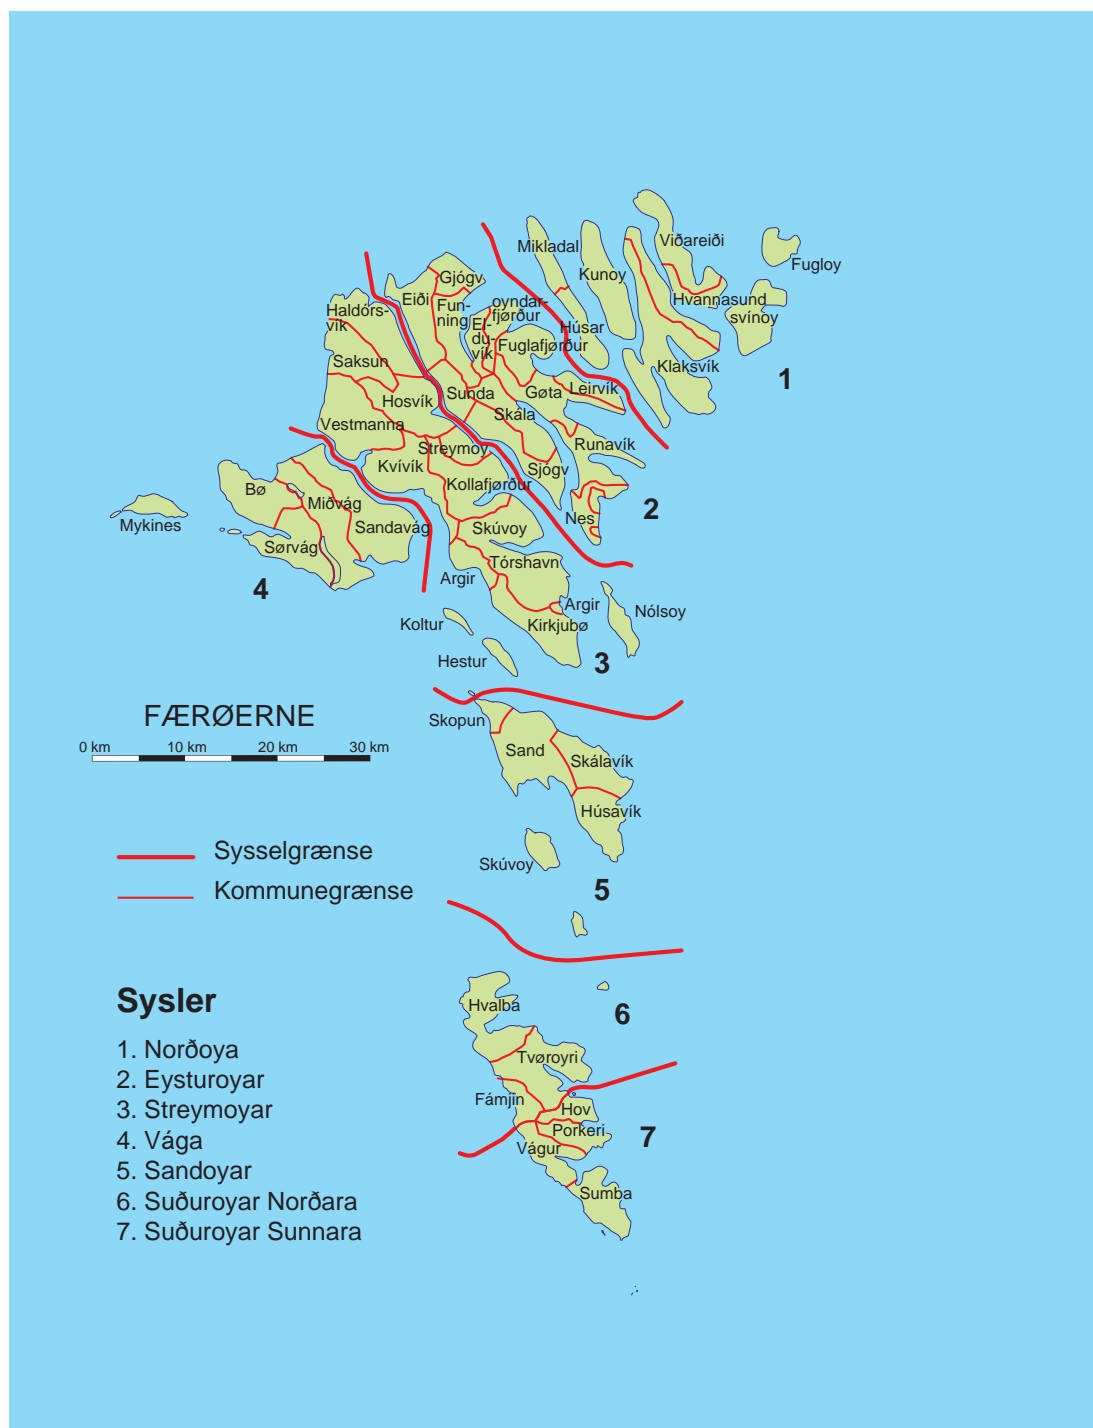 Viðareiði
Mikladal
Fugloy
Kunoy
Gjógv
Eiði
Hvannasund
svínoy
Haldórs-
vík
Fun-
ning
oyndar-
fjørður
El-
du-
vík
Húsar
Fuglafjørður
Saksun
Klaksvík
1
Sunda
Gøta
Leirvík
Hosvík
Skála
Vestmanna
Streymoy
Runavík
Kvívík
Sjógv
Kollafjørður
Bø
Miðvág
Mykines
Sandavág
Skúvoy
Nes
2
Sørvág
Tórshavn
4
Argir
Argir
Nólsoy
Koltur
Kirkjubø
Hestur
3
FÆRØERNE
0 km 10 km 20 km 30 km
Skopun
Sand
Skálavík
Húsavík
Sysselgrænse
Skúvoy
Kommunegrænse
5
Sysler
1. Norðoya
2. Eysturoyar
3. Streymoyar
4. Vága
5. Sandoyar
6. Suðuroyar Norðara
7. Suðuroyar Sunnara
Hvalba
6
Tvøroyri
Fámjin
Hov
Porkeri
7
Vágur
Sumba